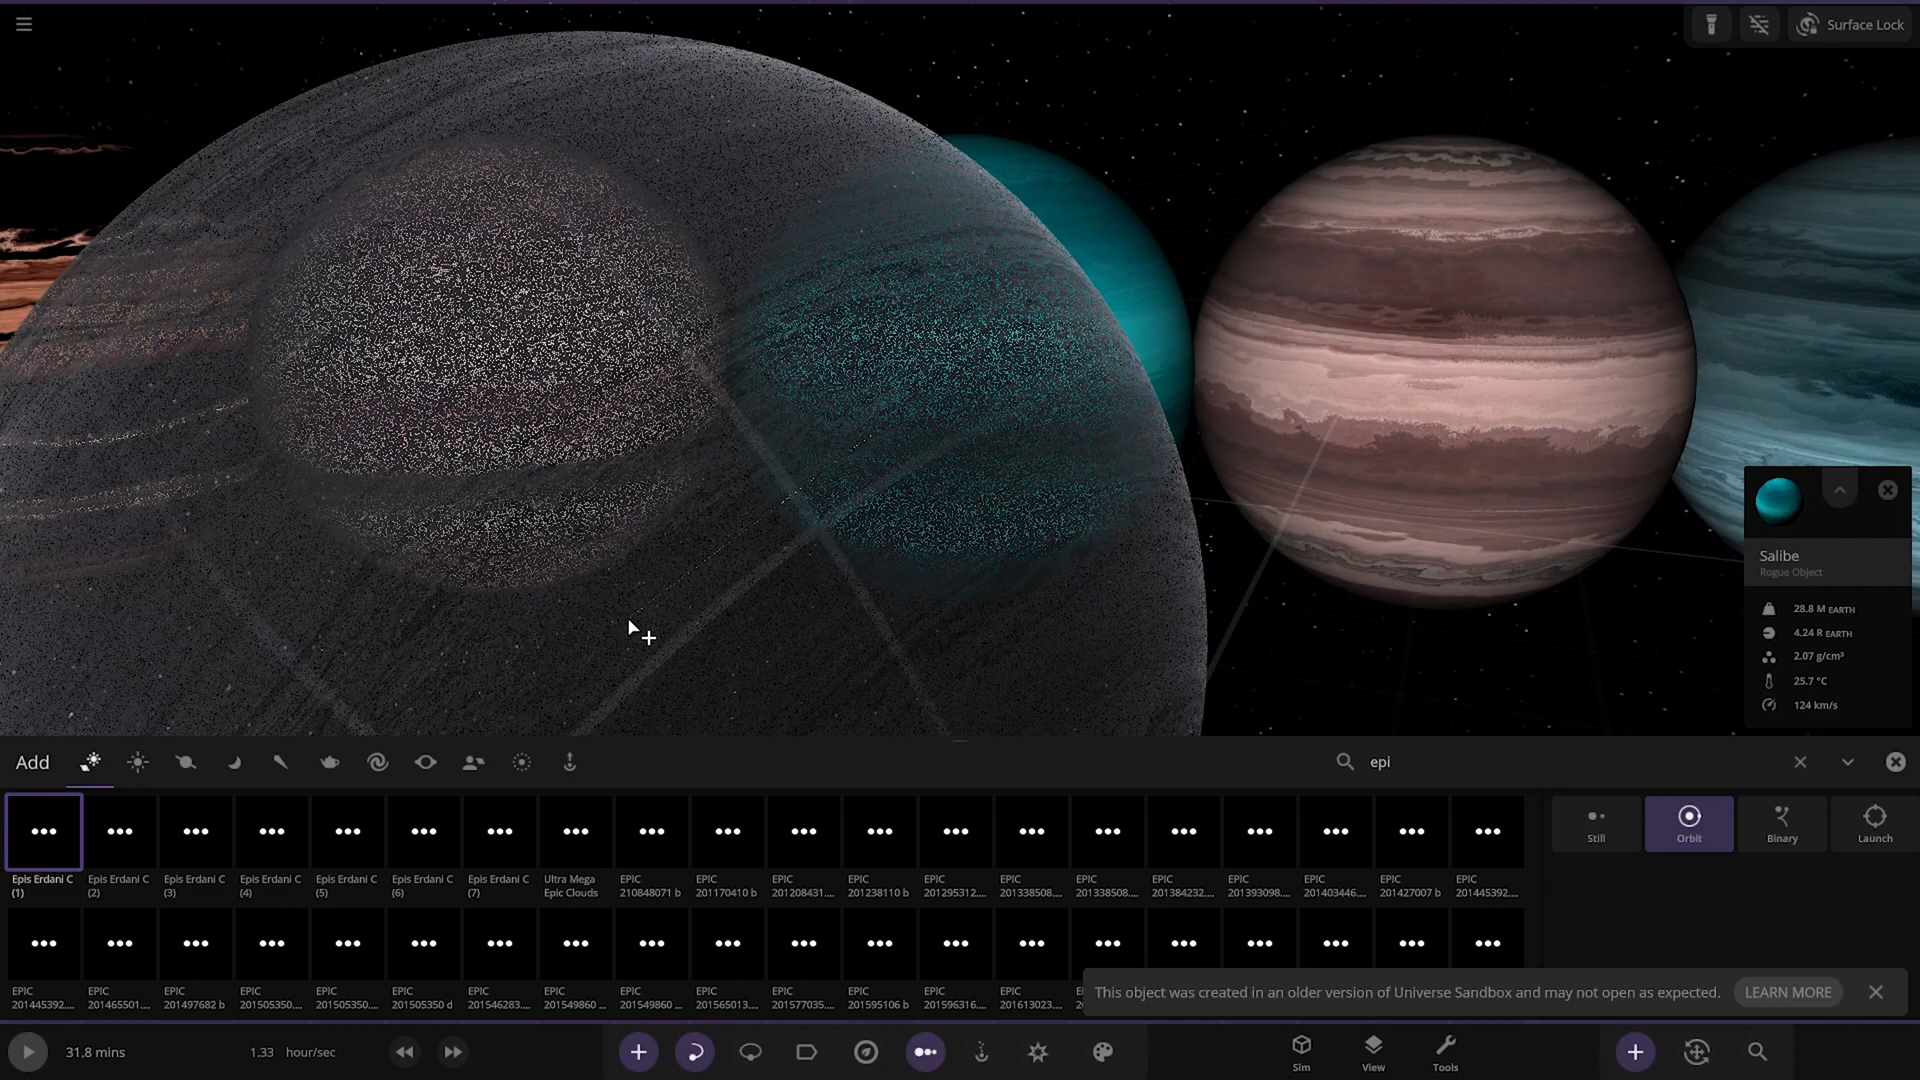 Surface Lock
Salibe
Rogue Object
28.8 M EARTH
4.24 R EARTH
2.07 g/cm³
25.7 °C
124 km/s
Add
epi
Epis Erdani C (1)
Epis Erdani C (2)
Epis Erdani C (3)
Epis Erdani C (4)
Epis Erdani C (5)
Epis Erdani C (6)
Epis Erdani C (7)
Ultra Mega Epic Clouds
EPIC 210848071 b
EPIC 201170410 b
EPIC 201208431....
EPIC 201238110 b
EPIC 201295312....
EPIC 201338508....
EPIC 201338508....
EPIC 201384232....
EPIC 201393098....
EPIC 201403446....
EPIC 201427007 b
EPIC 201445392....
Still
Orbit
Binary
Launch
EPIC 201445392....
EPIC 201465501....
EPIC 201497682 b
EPIC 201505350....
EPIC 201505350....
EPIC 201505350 d
EPIC 201546283....
EPIC 201549860 ...
EPIC 201549860 ...
EPIC 201565013....
EPIC 201577035....
EPIC 201595106 b
EPIC 201596316....
EPIC 201613023....
This object was created in an older version of Universe Sandbox and may not open as expected.
LEARN MORE
31.8 mins
1.33 hour/sec
Sim
View
Tools